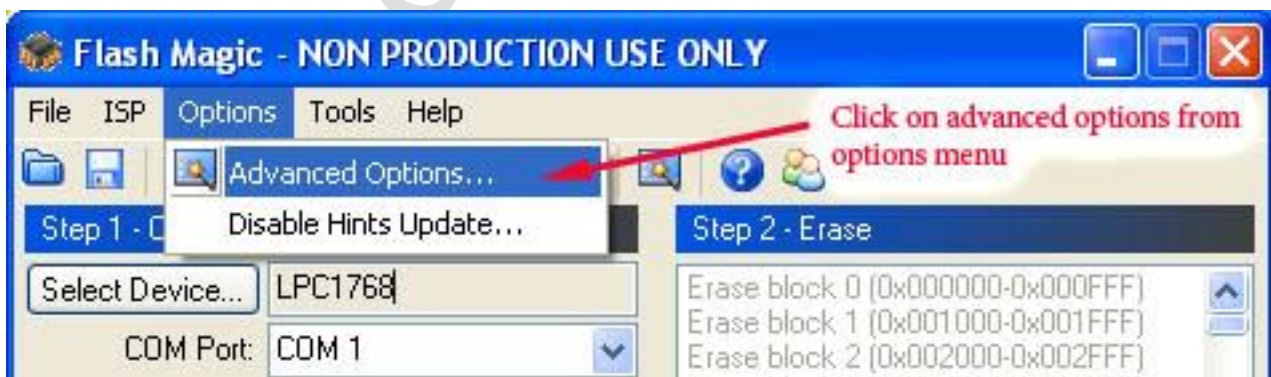 Flash Magic - NON PRODUCTION USE ONLY
File ISP Options Tools Help
Click on advanced options from
options menu
Advanced Options...
Disable Hints Update...
Step 1 - C
Step 2 - Erase
Select Device... LPC1768
COM Port: COM 1
Erase block 0 (0x000000-0x000FFF)
Erase block 1 (0x001000-0x001FFF)
Erase block 2 (0x002000-0x002FFF)